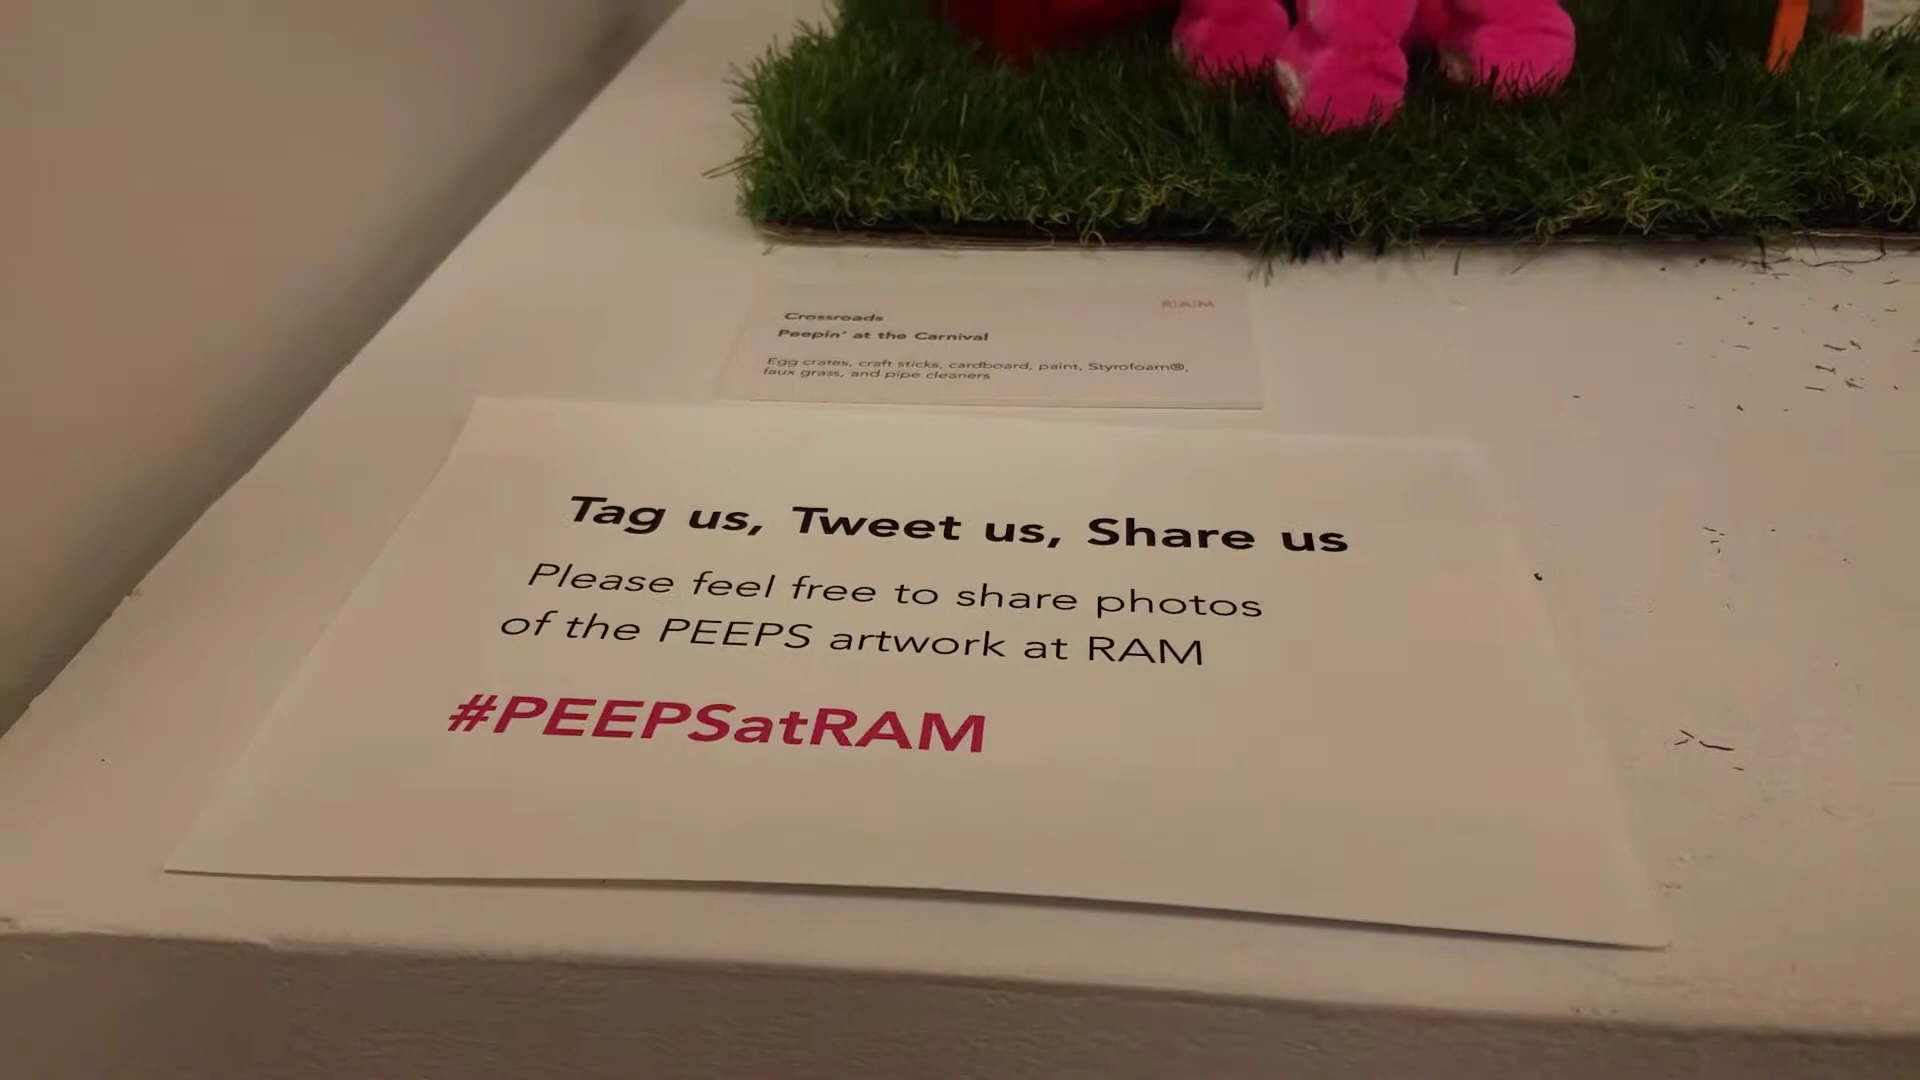 R|A|M
Crossroads
Peepin' at the Carnival
Egg crates, craft sticks, cardboard, paint, Styrofoam®,
faux grass, and pipe cleaners
Tag us, Tweet us, Share us
Please feel free to share photos
of the PEEPS artwork at RAM
#PEEPSatRAM